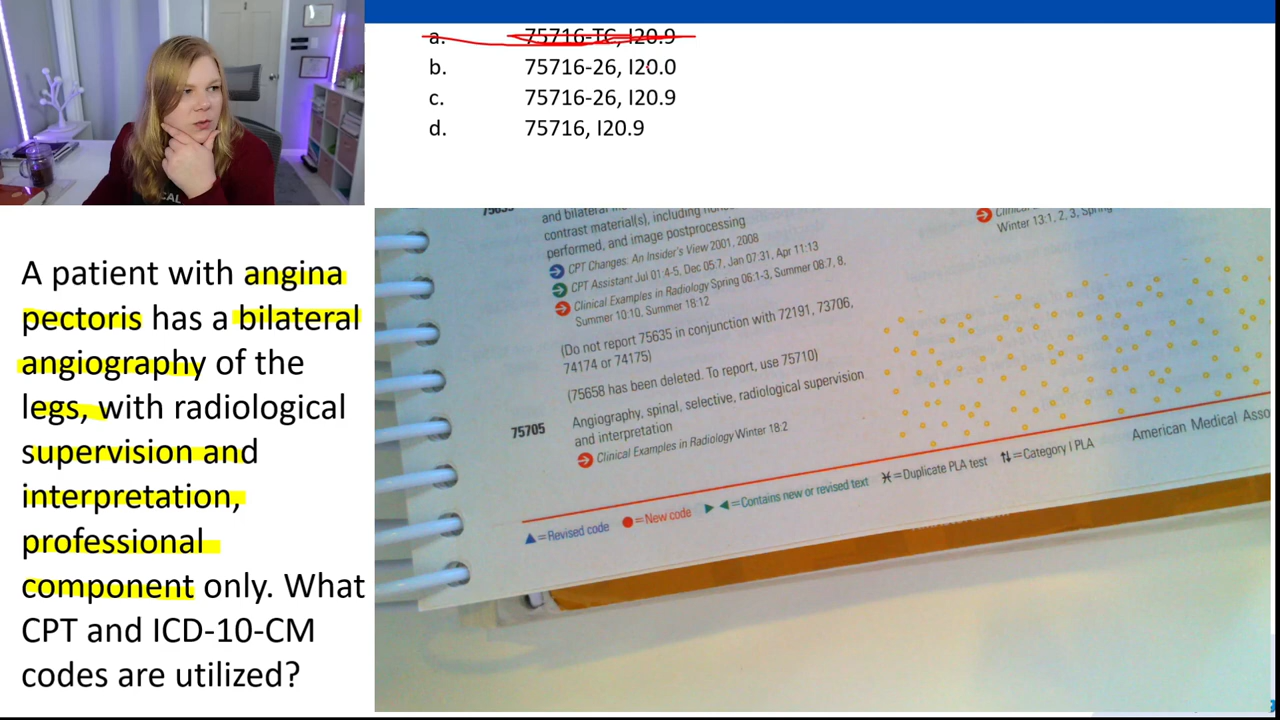 a. 75716-TC, I20.9
b. 75716-26, I20.0
c. 75716-26, I20.9
d. 75716, I20.9
CAL
A patient with angina
pectoris has a bilateral
angiography of the
legs, with radiological
supervision and
interpretation,
professional
component only. What
CPT and ICD-10-CM
codes are utilized?
and bilateral
contrast material(s), including
performed, and image postprocessing
CPT Changes: An Insider's View 2001, 2008
CPT Assistant Jul 01:4-5, Dec 05:7, Jan 07:31, Apr 11:13
Clinical Examples in Radiology Spring 06:1-3, Summer 08:7, 8,
Summer 10:10, Summer 18:12
(Do not report 75635 in conjunction with 72191, 73706,
74174 or 74175)
(75658 has been deleted. To report, use 75710)
75705 Angiography, spinal, selective, radiological supervision
and interpretation
Clinical Examples in Radiology Winter 18:2
Winter 13:1, 2, 3, Spring
▲=Revised code ●=New code ▶ ◀=Contains new or revised text =Duplicate PLA test =Category I PLA
American Medical Asso